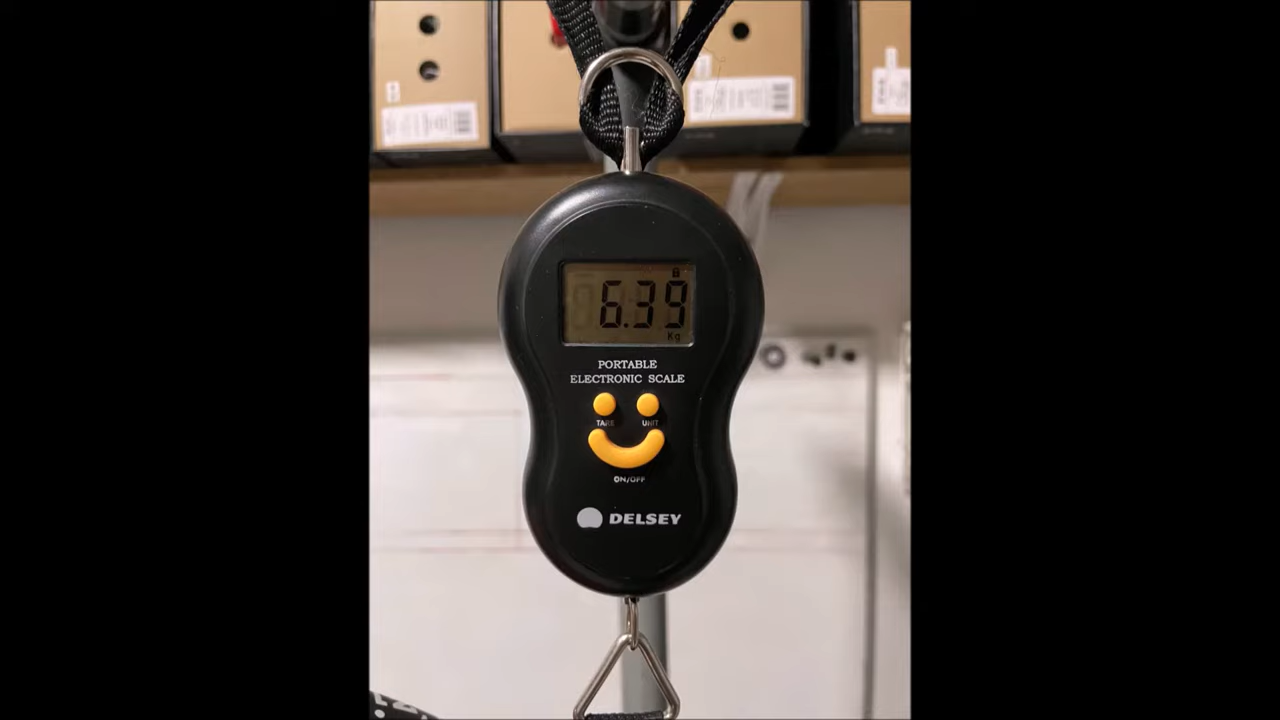 6.39
Kg
PORTABLE
ELECTRONIC SCALE
TARE UNIT
ON/OFF
DELSEY